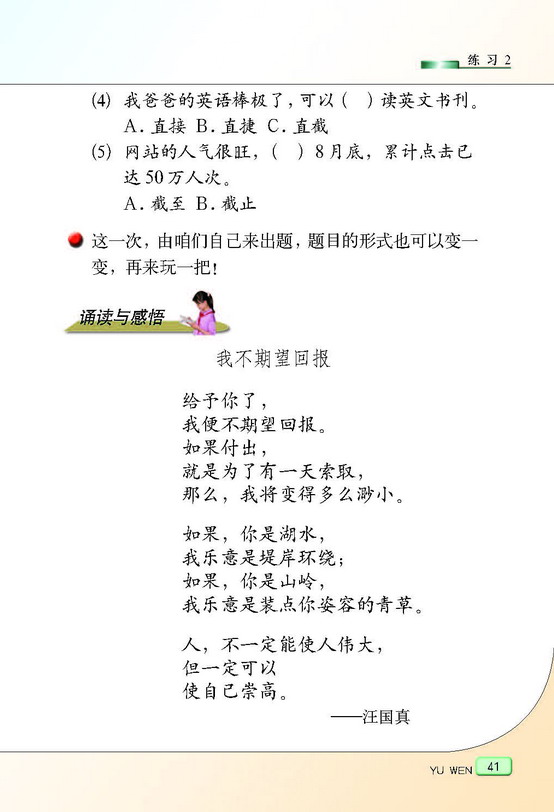 练习2
(4) 我爸爸的英语棒极了,可以(  )读英文书刊。
A.直接 B.直捷 C.直截
(5) 网站的人气很旺,(  )8月底,累计点击已
达50万人次。
A.截至 B.截止
这一次,由咱们自己来出题,题目的形式也可以变一
变,再来玩一把!
诵读与感悟
我不期望回报
给予你了,
我便不期望回报。
如果付出,
就是为了有一天索取,
那么,我将变得多么渺小。
如果,你是湖水,
我乐意是堤岸环绕;
如果,你是山岭,
我乐意是装点你姿容的青草。
人,不一定能使人伟大,
但一定可以
使自己崇高。
——汪国真
YU WEN 41